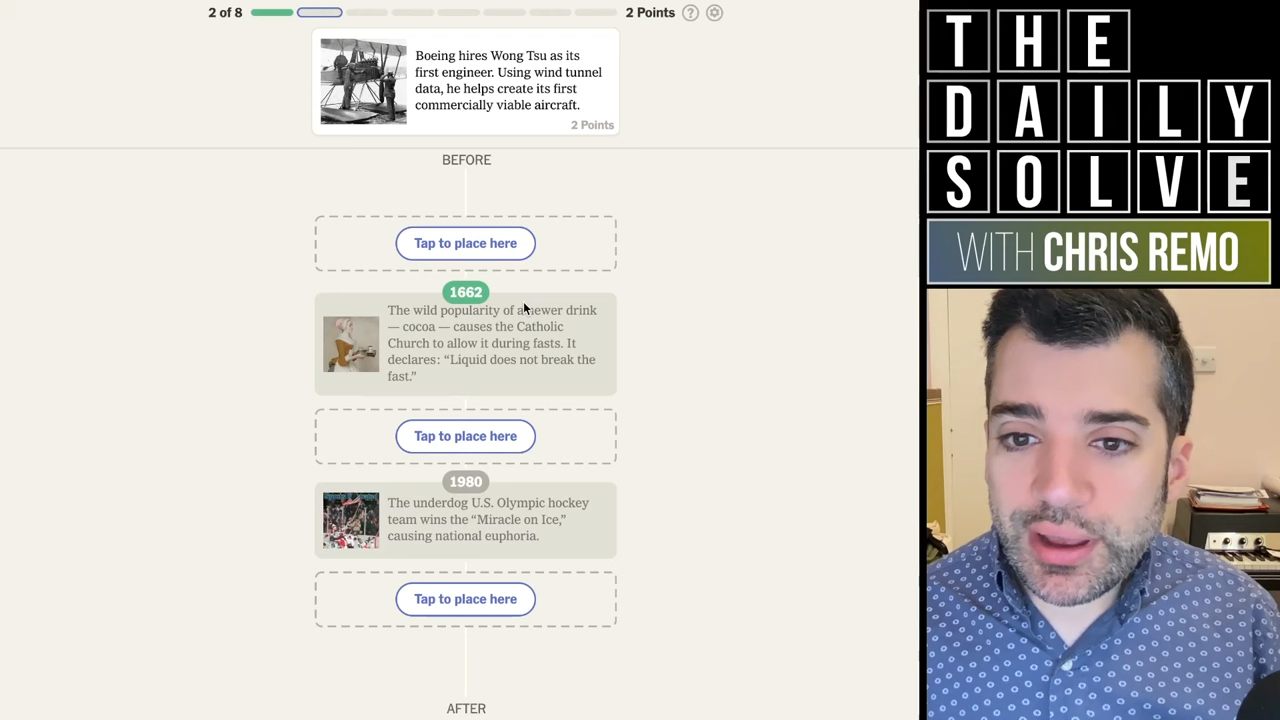 2 of 8
2 Points
Boeing hires Wong Tsu as its
first engineer. Using wind tunnel
data, he helps create its first
commercially viable aircraft.
2 Points
BEFORE
Tap to place here
1662
The wild popularity of a newer drink
— cocoa — causes the Catholic
Church to allow it during fasts. It
declares: “Liquid does not break the
fast.”
Tap to place here
1980
The underdog U.S. Olympic hockey
team wins the “Miracle on Ice,”
causing national euphoria.
Tap to place here
AFTER
THE
DAILY
SOLVE
WITH CHRIS REMO